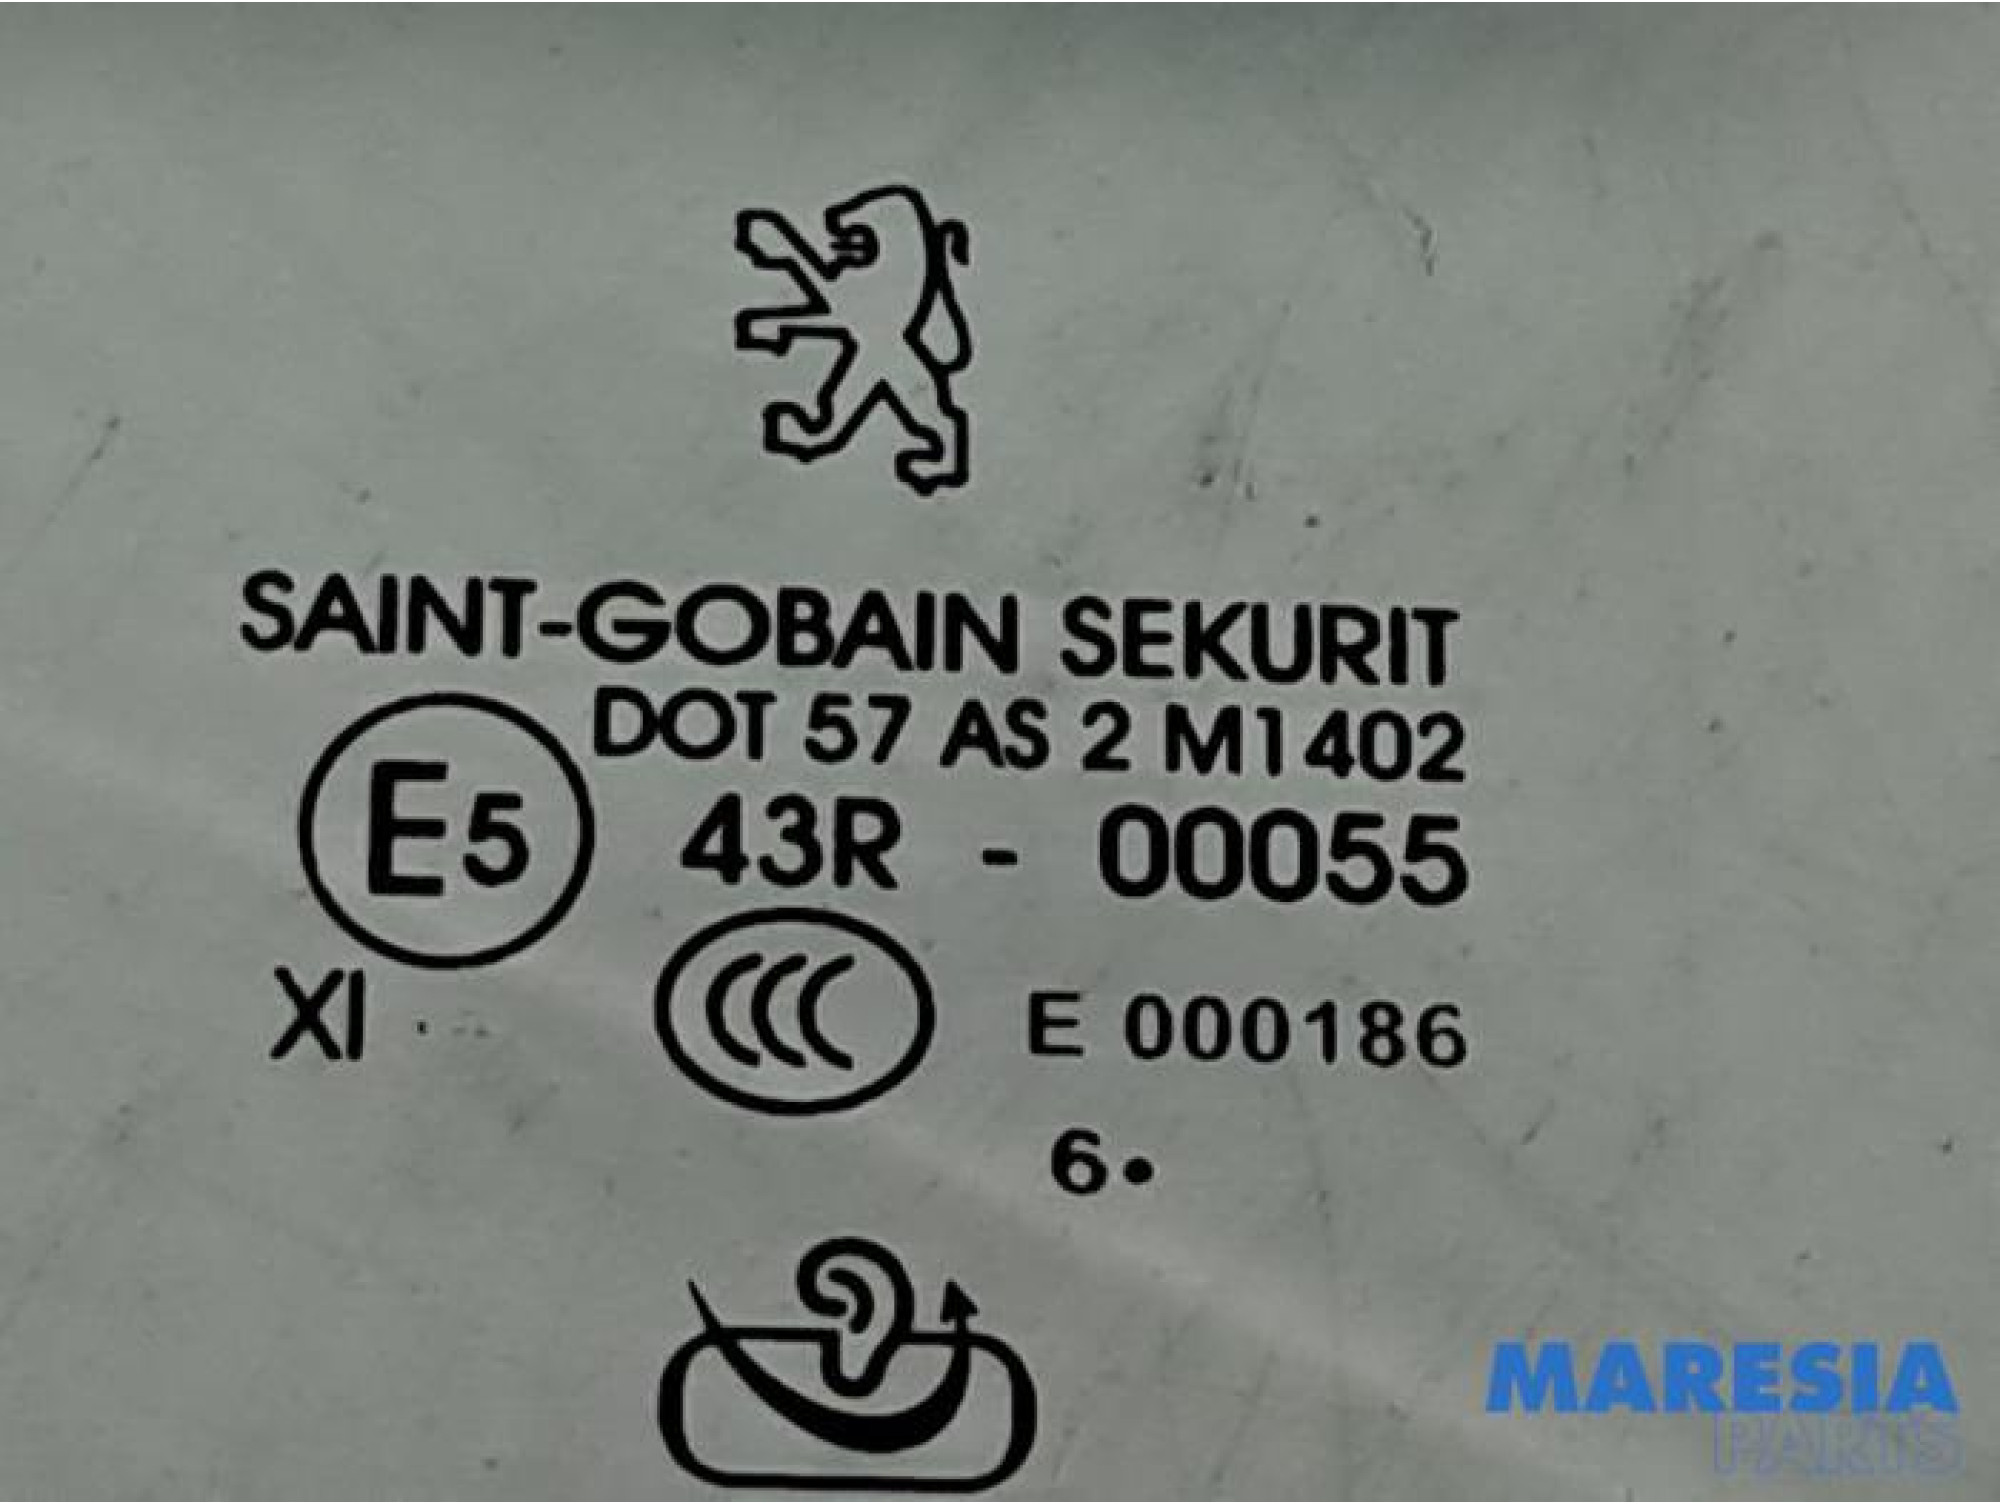 SAINT-GOBAIN SEKURIT
DOT 57 AS 2 M1402
E5 43R - 00055
XI CCC E 000186
6•
MARESIA
PARTS